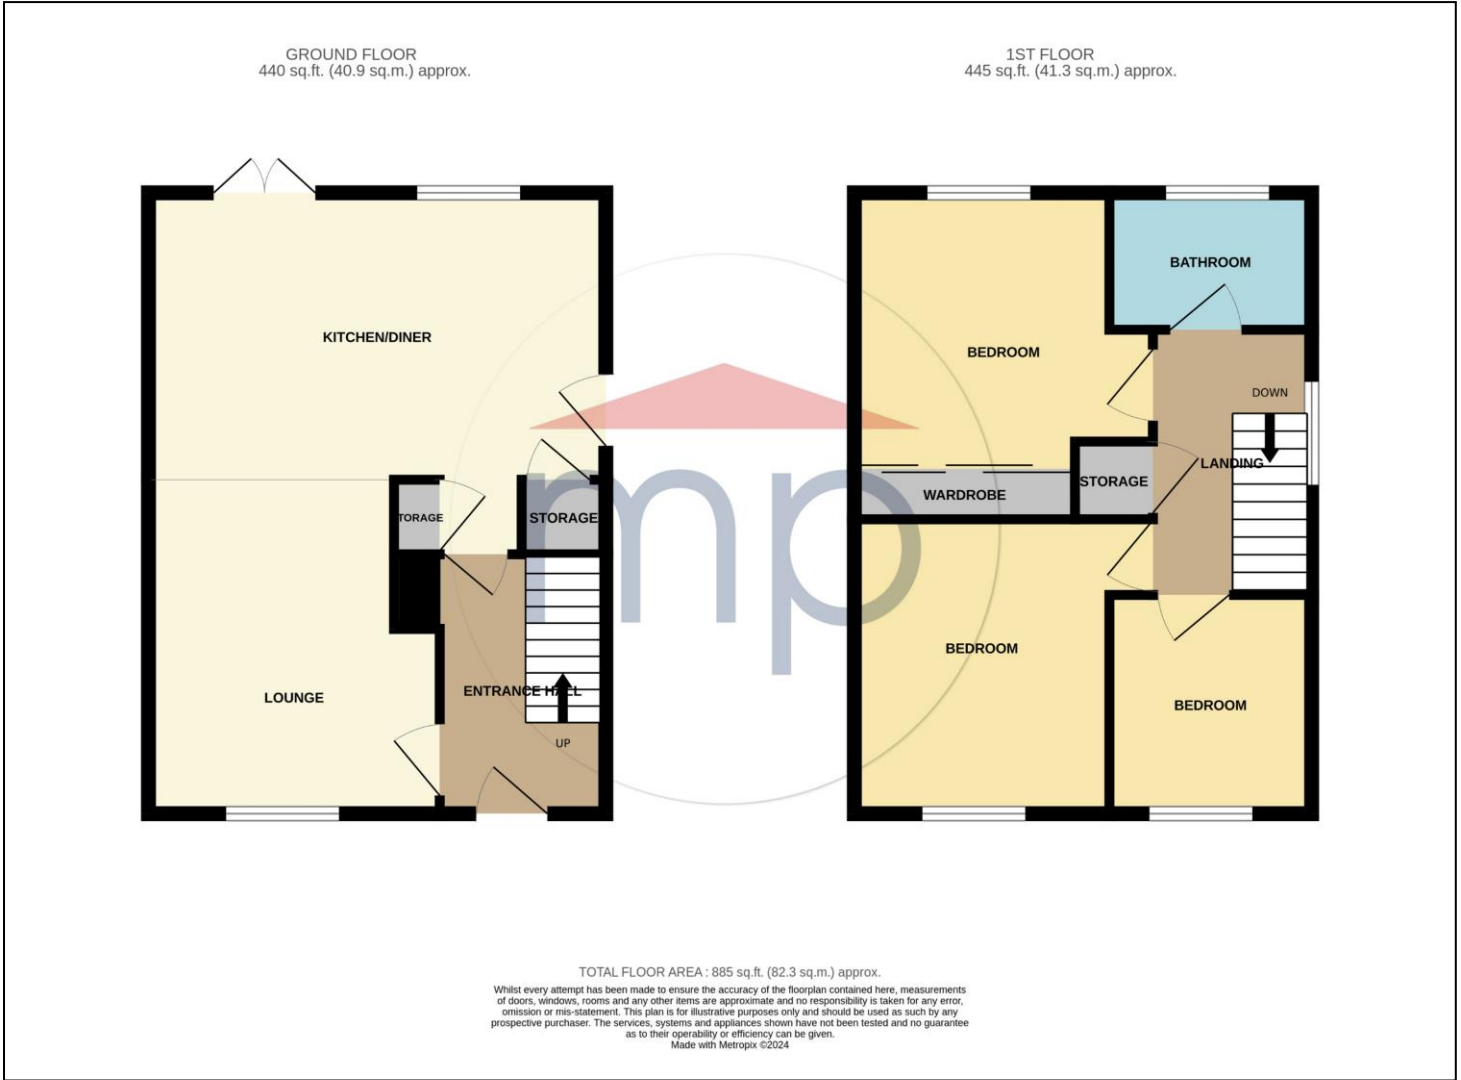 GROUND FLOOR
440 sq.ft. (40.9 sq.m.) approx.
KITCHEN/DINER
TORAGE
STORAGE
LOUNGE
ENTRANCE HALL
UP
1ST FLOOR
445 sq.ft. (41.3 sq.m.) approx.
BATHROOM
BEDROOM
DOWN
LANDING
STORAGE
WARDROBE
BEDROOM
BEDROOM
mp
TOTAL FLOOR AREA : 885 sq.ft. (82.3 sq.m.) approx.
Whilst every attempt has been made to ensure the accuracy of the floorplan contained here, measurements
of doors, windows, rooms and any other items are approximate and no responsibility is taken for any error,
omission or mis-statement. This plan is for illustrative purposes only and should be used as such by any
prospective purchaser. The services, systems and appliances shown have not been tested and no guarantee
as to their operability or efficiency can be given.
Made with Metropix ©2024